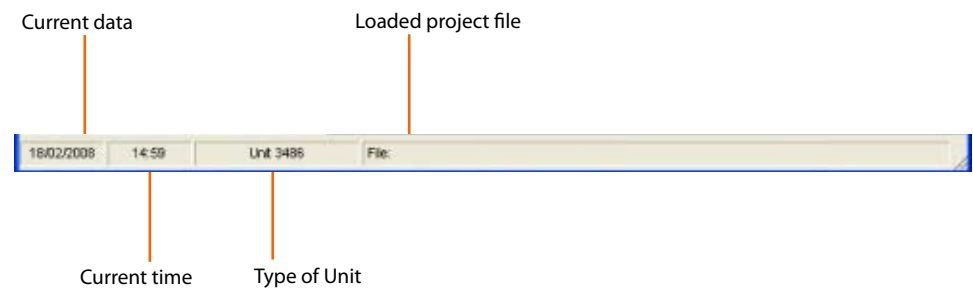 Current data
Loaded project file
18/02/2008
14:59
Unit 3486
File:
Current time
Type of Unit